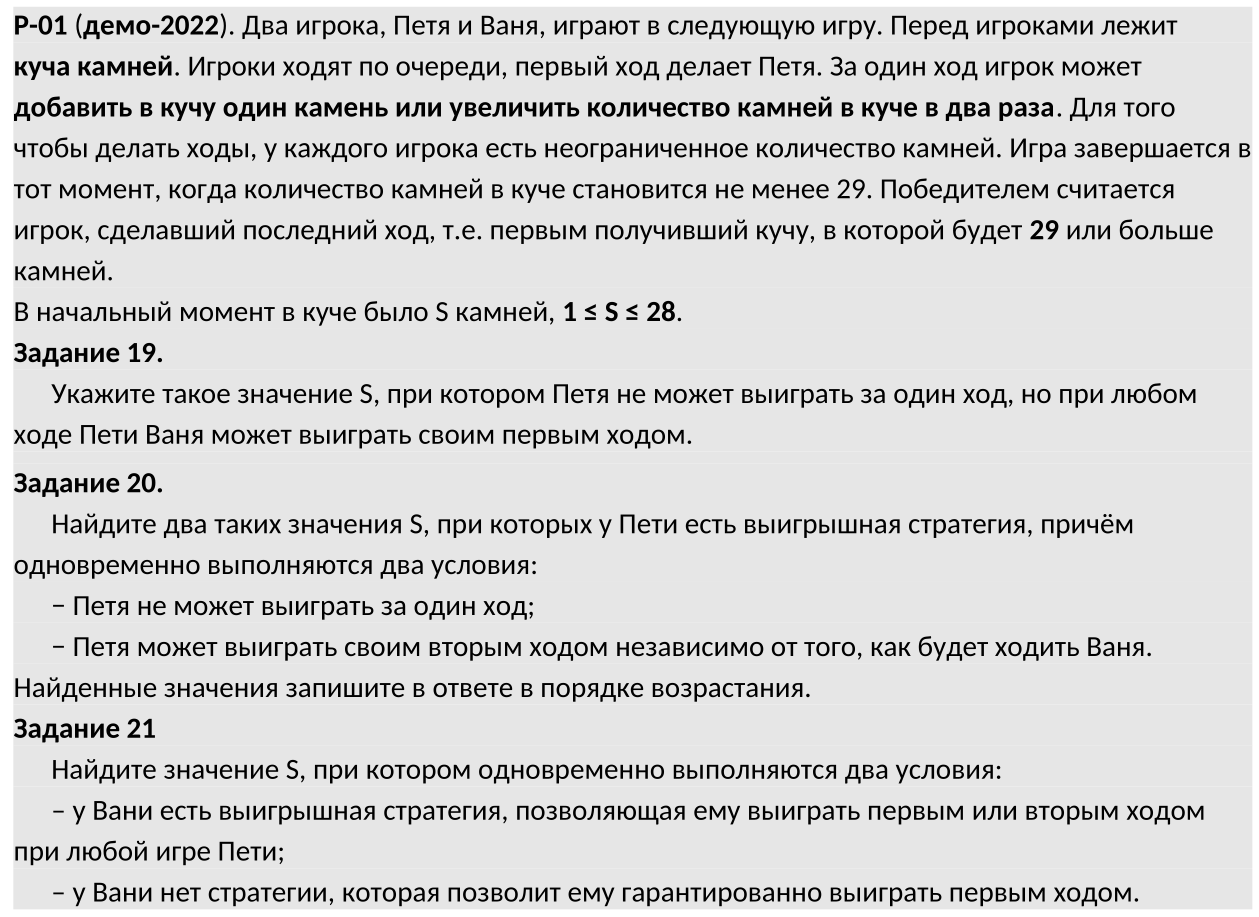 Р-01 (демо-2022). Два игрока, Петя и Ваня, играют в следующую игру. Перед игроками лежит
куча камней. Игроки ходят по очереди, первый ход делает Петя. За один ход игрок может
добавить в кучу один камень или увеличить количество камней в куче в два раза. Для того
чтобы делать ходы, у каждого игрока есть неограниченное количество камней. Игра завершается в
тот момент, когда количество камней в куче становится не менее 29. Победителем считается
игрок, сделавший последний ход, т.е. первым получивший кучу, в которой будет 29 или больше
камней.
В начальный момент в куче было S камней, 1 ≤ S ≤ 28.
Задание 19.
Укажите такое значение S, при котором Петя не может выиграть за один ход, но при любом
ходе Пети Ваня может выиграть своим первым ходом.
Задание 20.
Найдите два таких значения S, при которых у Пети есть выигрышная стратегия, причём
одновременно выполняются два условия:
− Петя не может выиграть за один ход;
− Петя может выиграть своим вторым ходом независимо от того, как будет ходить Ваня.
Найденные значения запишите в ответе в порядке возрастания.
Задание 21
Найдите значение S, при котором одновременно выполняются два условия:
– у Вани есть выигрышная стратегия, позволяющая ему выиграть первым или вторым ходом
при любой игре Пети;
– у Вани нет стратегии, которая позволит ему гарантированно выиграть первым ходом.